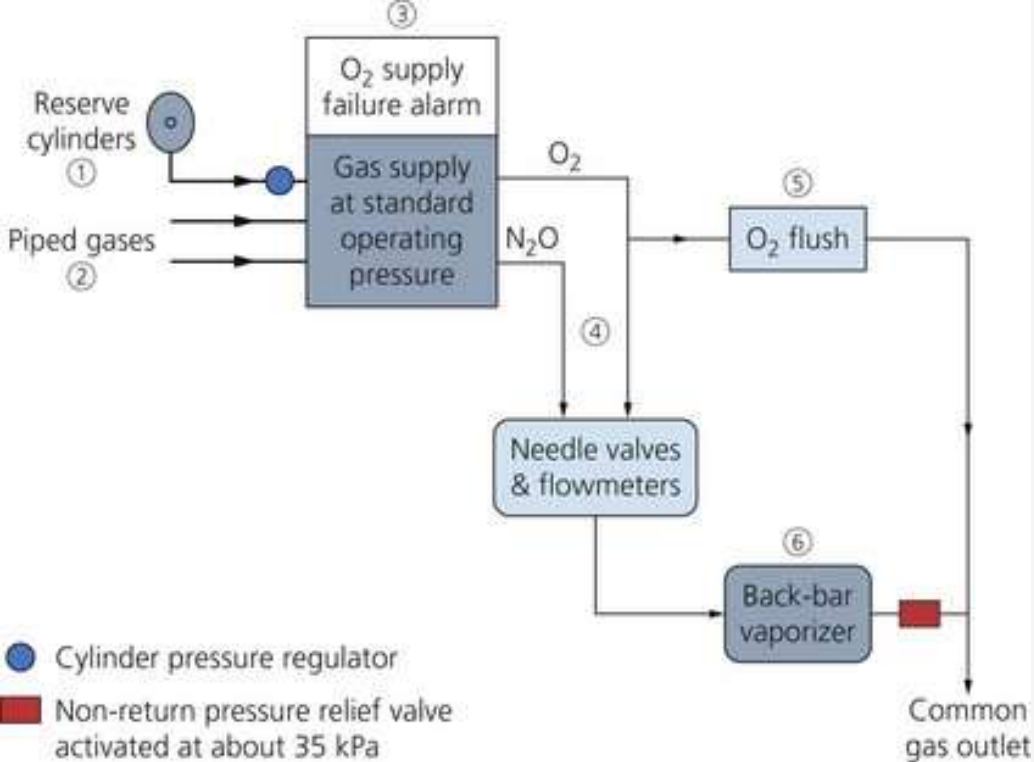 ③
O₂ supply
failure alarm
Reserve
cylinders
①
Gas supply
at standard
operating
pressure
Piped gases
②
O₂
N₂O
④
⑤
O₂ flush
Needle valves
& flowmeters
⑥
Back-bar
vaporizer
Cylinder pressure regulator
Non-return pressure relief valve
activated at about 35 kPa
Common
gas outlet